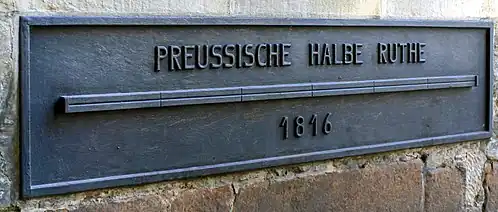 PREUSSISCHE HALBE RUTHE
1816